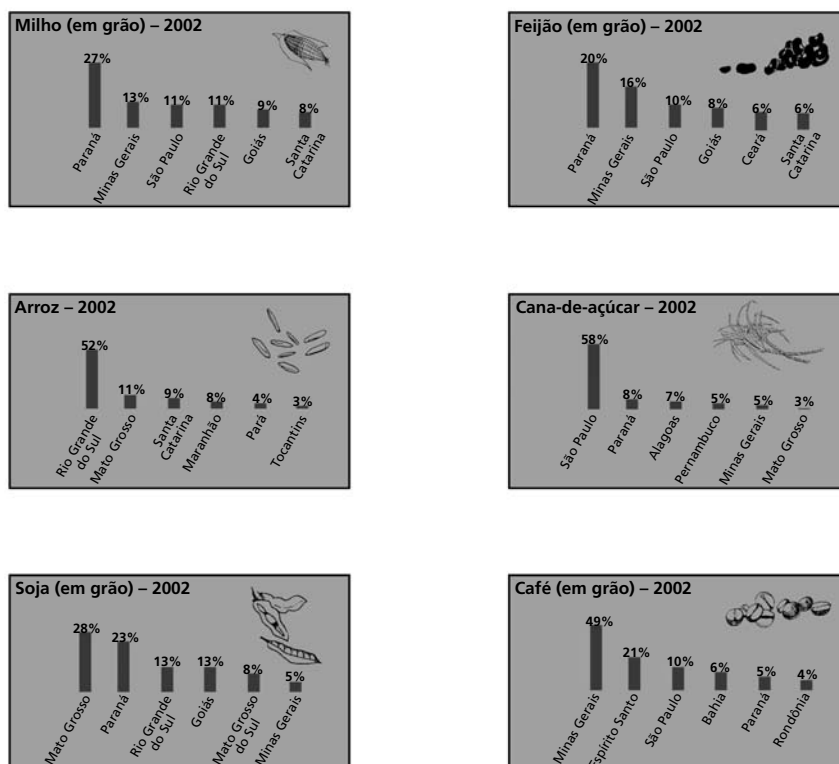 Milho (em grão) – 2002
27%
13%
11%
11%
9%
8%
Paraná
Minas Gerais
São Paulo
Rio Grande
do Sul
Goiás
Santa
Catarina
Feijão (em grão) – 2002
20%
16%
10%
8%
6%
6%
Paraná
Minas Gerais
São Paulo
Goiás
Ceará
Santa
Catarina
Arroz – 2002
52%
11%
9%
8%
4%
3%
Rio Grande
do Sul
Mato Grosso
Santa
Catarina
Maranhão
Pará
Tocantins
Cana-de-açúcar – 2002
58%
8%
7%
5%
5%
3%
São Paulo
Paraná
Alagoas
Pernambuco
Minas Gerais
Mato Grosso
Soja (em grão) – 2002
28%
23%
13%
13%
8%
5%
Mato Grosso
Paraná
Rio Grande
do Sul
Goiás
Mato Grosso
do Sul
Minas Gerais
Café (em grão) – 2002
49%
21%
10%
6%
5%
4%
Minas Gerais
Espírito Santo
São Paulo
Bahia
Paraná
Rondônia